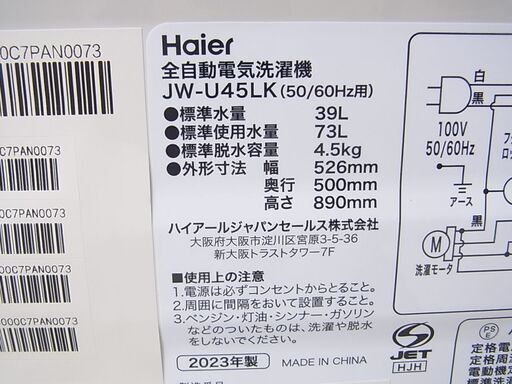 00C7PAN0073
0C7PAN0073
0C7PAN0073
0C7PAN0073
00C7PAN0073
000C7PAN0073
Haier
全自動電気洗濯機
JW-U45LK(50/60Hz用)
●標準水量 39L
●標準使用水量 73L
●標準脱水容量 4.5kg
●外形寸法 幅 526mm
奥行 500mm
高さ 890mm
ハイアールジャパンセールス株式会社
大阪府大阪市淀川区宮原3-5-36
新大阪トラストタワー7F
■使用上の注意
1.電源は必ずコンセントからとること。
2.周囲に間隔をおいて設置すること。
3.ベンジン・灯油・シンナー・ガソリン
などのついたものは、洗濯や脱水
をしないでください。
2023年製 MADE IN CHINA
白
黒
100V
50/60Hz
アース
黒
M
洗濯モータ
S
JET
HJH
PS
E
定格電
定格周
電動機定